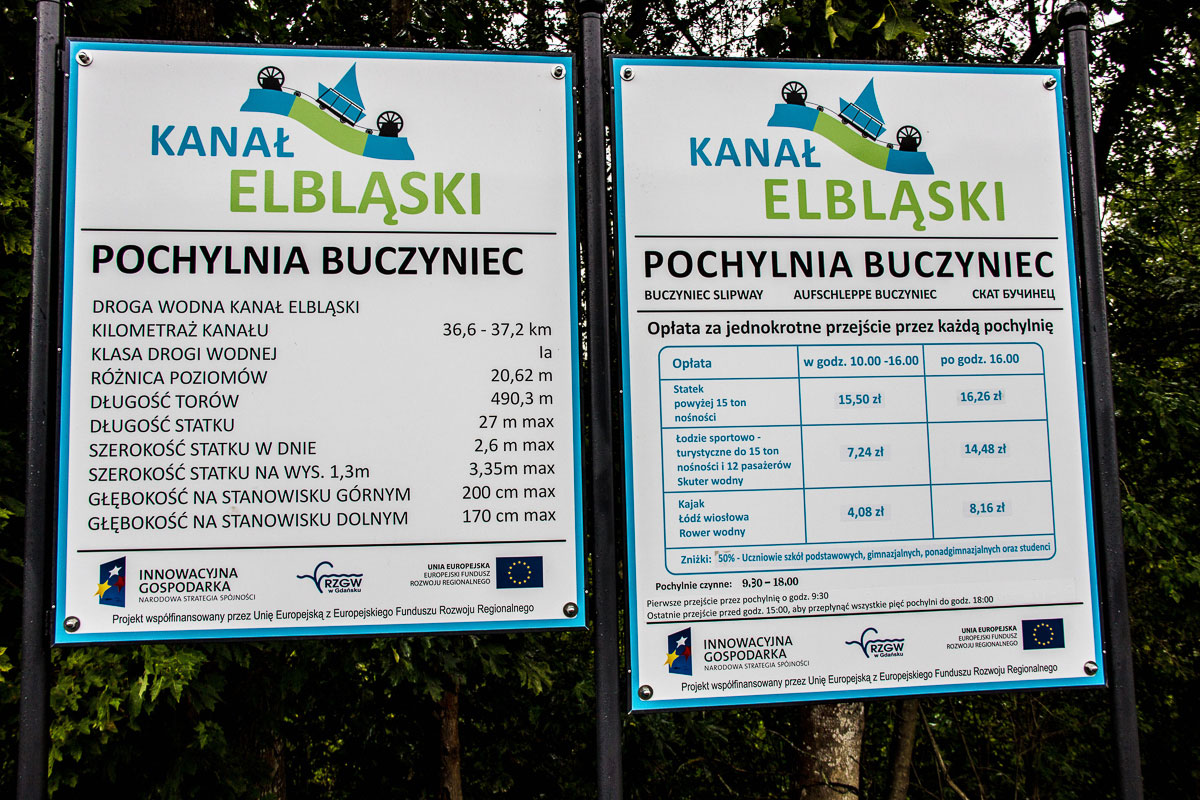 KANAŁ
ELBLĄSKI
POCHYLNIA BUCZYNIEC
DROGA WODNA KANAŁ ELBLĄSKI
KILOMETRAŻ KANAŁU 36,6 - 37,2 km
KLASA DROGI WODNEJ Ia
RÓŻNICA POZIOMÓW 20,62 m
DŁUGOŚĆ TORÓW 490,3 m
DŁUGOŚĆ STATKU 27 m max
SZEROKOŚĆ STATKU W DNIE 2,6 m max
SZEROKOŚĆ STATKU NA WYS. 1,3m 3,35m max
GŁĘBOKOŚĆ NA STANOWISKU GÓRNYM 200 cm max
GŁĘBOKOŚĆ NA STANOWISKU DOLNYM 170 cm max
INNOWACYJNA
GOSPODARKA
NARODOWA STRATEGIA SPÓJNOŚCI
RZGW
w Gdańsku
UNIA EUROPEJSKA
EUROPEJSKI FUNDUSZ
ROZWOJU REGIONALNEGO
Projekt współfinansowany przez Unię Europejską z Europejskiego Funduszu Rozwoju Regionalnego
KANAŁ
ELBLĄSKI
POCHYLNIA BUCZYNIEC
BUCZYNIEC SLIPWAY AUFSCHLEPPE BUCZYNIEC СКАТ БУЧИНЕЦ
Opłata za jednokrotne przejście przez każdą pochylnię
Opłata w godz. 10.00 -16.00 po godz. 16.00
Statek
powyżej 15 ton 15,50 zł 16,26 zł
nośności
Łodzie sportowo -
turystyczne do 15 ton 7,24 zł 14,48 zł
nośności i 12 pasażerów
Skuter wodny
Kajak
Łódź wiosłowa 4,08 zł 8,16 zł
Rower wodny
Zniżki: 50% - Uczniowie szkół podstawowych, gimnazjalnych, ponadgimnazjalnych oraz studenci
Pochylnie czynne: 9.30 – 18.00
Pierwsze przejście przez pochylnię o godz. 9:30
Ostatnie przejście przed godz. 15:00, aby przepłynąć wszystkie pięć pochylni do godz. 18:00
INNOWACYJNA
GOSPODARKA
NARODOWA STRATEGIA SPÓJNOŚCI
RZGW
w Gdańsku
UNIA EUROPEJSKA
EUROPEJSKI FUNDUSZ
ROZWOJU REGIONALNEGO
Projekt współfinansowany przez Unię Europejską z Europejskiego Funduszu Rozwoju Regionalnego